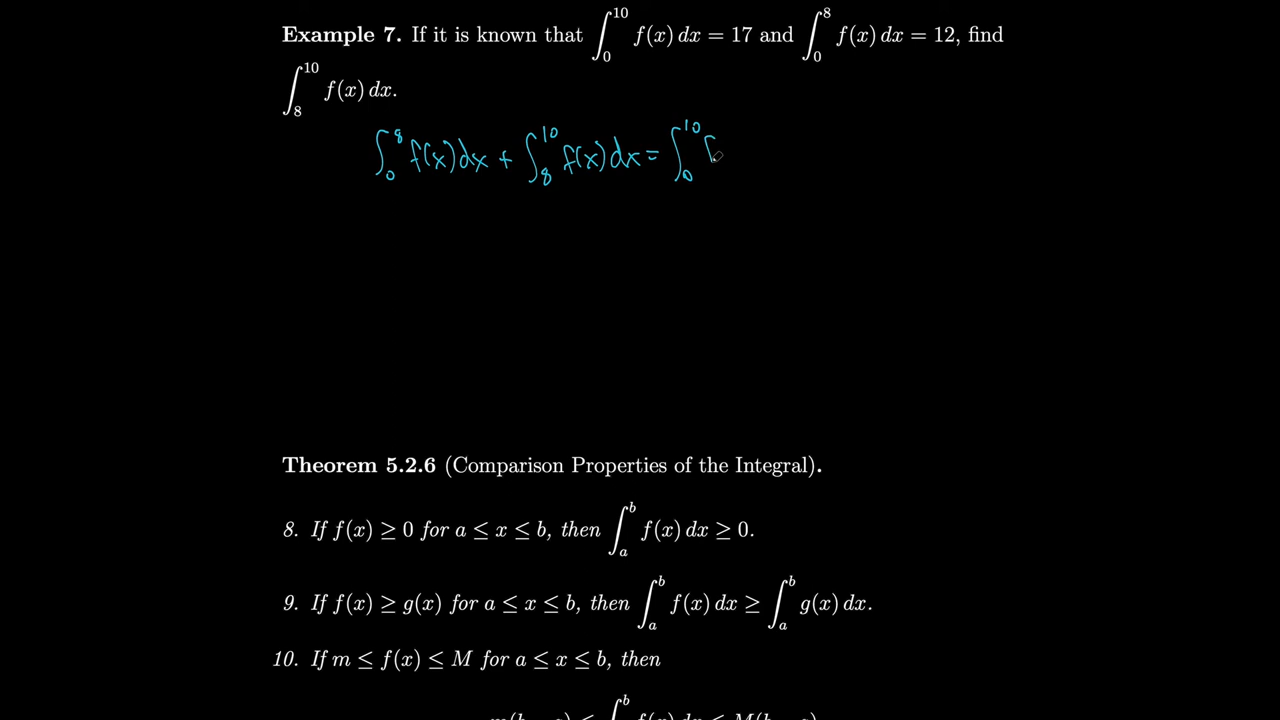 Example 7. If it is known that ∫₀¹⁰ f(x) dx = 17 and ∫₀⁸ f(x) dx = 12, find
∫₈¹⁰ f(x) dx.
∫₀⁸ f(x)dx + ∫₈¹⁰ f(x)dx = ∫₀¹⁰
Theorem 5.2.6 (Comparison Properties of the Integral).
8. If f(x) ≥ 0 for a ≤ x ≤ b, then ∫ₐᵇ f(x) dx ≥ 0.
9. If f(x) ≥ g(x) for a ≤ x ≤ b, then ∫ₐᵇ f(x) dx ≥ ∫ₐᵇ g(x) dx.
10. If m ≤ f(x) ≤ M for a ≤ x ≤ b, then
m(b − a) ≤ ∫ᵇ f(x) dx ≤ M(b − a)